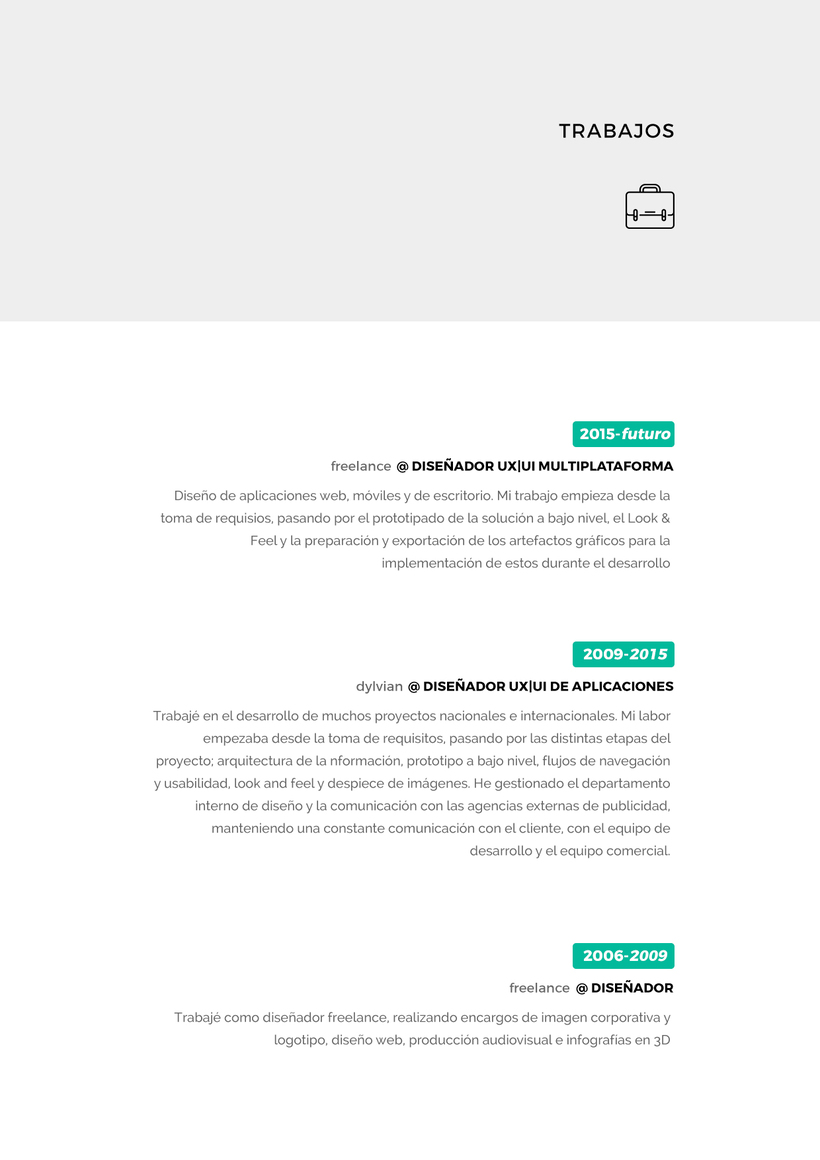 TRABAJOS
2015-futuro
freelance @ DISEÑADOR UX|UI MULTIPLATAFORMA
Diseño de aplicaciones web, móviles y de escritorio. Mi trabajo empieza desde la
toma de requisios, pasando por el prototipado de la solución a bajo nivel, el Look &
Feel y la preparación y exportación de los artefactos gráficos para la
implementación de estos durante el desarrollo
2009-2015
dylvian @ DISEÑADOR UX|UI DE APLICACIONES
Trabajé en el desarrollo de muchos proyectos nacionales e internacionales. Mi labor
empezaba desde la toma de requisitos, pasando por las distintas etapas del
proyecto; arquitectura de la nformación, prototipo a bajo nivel, flujos de navegación
y usabilidad, look and feel y despiece de imágenes. He gestionado el departamento
interno de diseño y la comunicación con las agencias externas de publicidad,
manteniendo una constante comunicación con el cliente, con el equipo de
desarrollo y el equipo comercial.
2006-2009
freelance @ DISEÑADOR
Trabajé como diseñador freelance, realizando encargos de imagen corporativa y
logotipo, diseño web, producción audiovisual e infografías en 3D